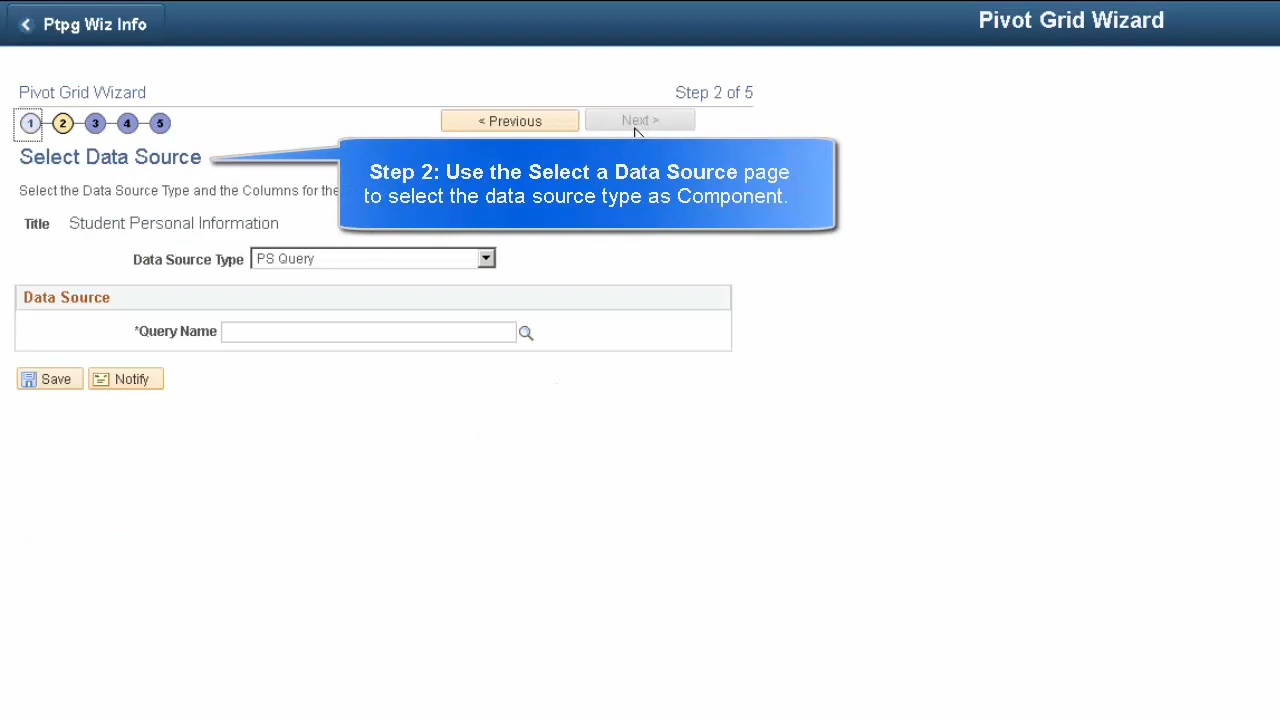 Ptpg Wiz Info
Pivot Grid Wizard
Pivot Grid Wizard
Step 2 of 5
1 2 3 4 5
< Previous
Next >
Select Data Source
Step 2: Use the Select a Data Source page
to select the data source type as Component.
Select the Data Source Type and the Columns for the
Title Student Personal Information
Data Source Type PS Query
Data Source
*Query Name
Save
Notify